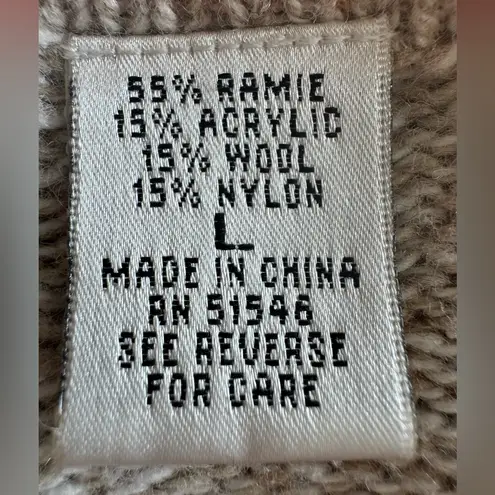 55% RAMIE
15% ACRYLIC
15% WOOL
15% NYLON
L
MADE IN CHINA
RN 51546
SEE REVERSE
FOR CARE